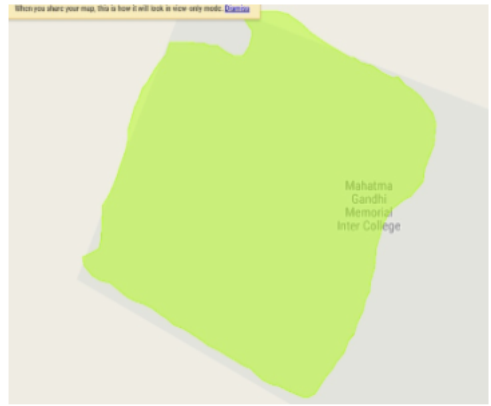 When you share your map, this is how it will look in view-only mode. Dismiss
Mahatma
Gandhi
Memorial
Inter College